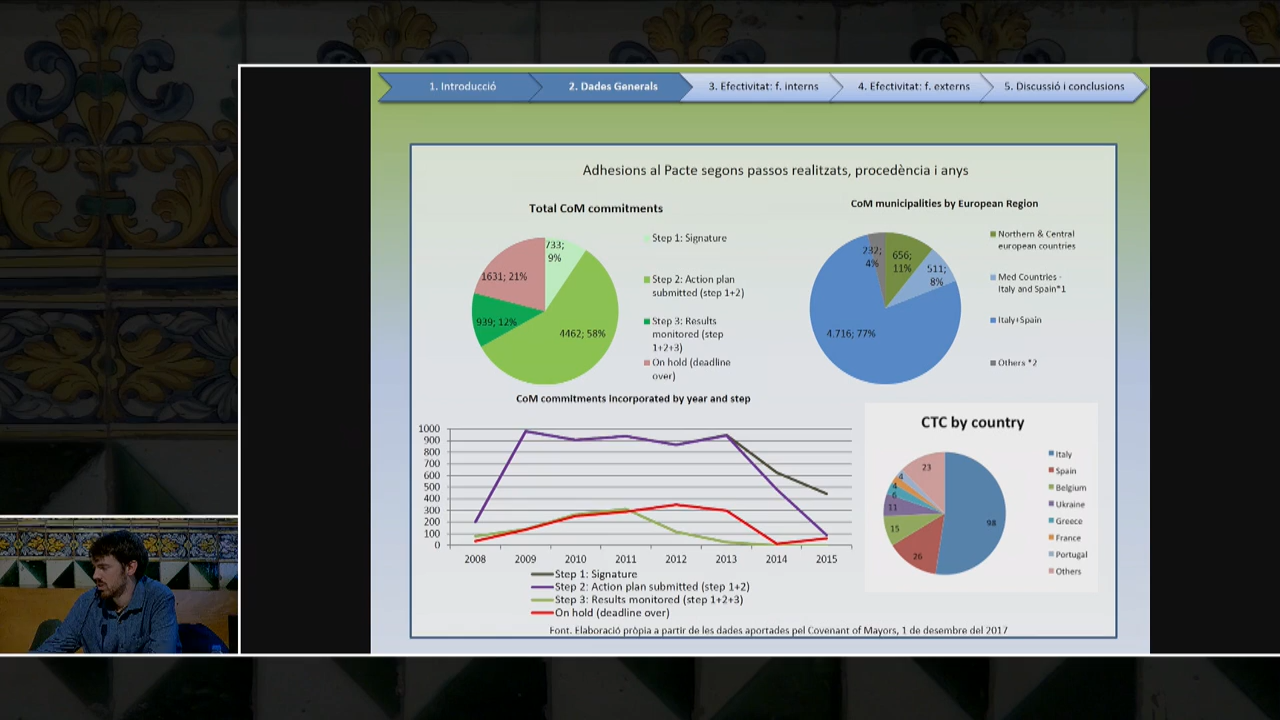 1. Introducció
2. Dades Generals
3. Efectivitat: f. interns
4. Efectivitat: f. externs
5. Discussió i conclusions
Adhesions al Pacte segons passos realitzats, procedència i anys
Total CoM commitments
733;
9%
1631; 21%
939; 12%
4462; 58%
Step 1: Signature
Step 2: Action plan
submitted (step 1+2)
Step 3: Results
monitored (step
1+2+3)
On hold (deadline
over)
CoM municipalities by European Region
232;
4%
656;
11%
511;
8%
4.716; 77%
Northern & Central
european countries
Med Countries -
Italy and Spain*1
Italy+Spain
Others *2
CoM commitments incorporated by year and step
1000
900
800
700
600
500
400
300
200
100
0
2008 2009 2010 2011 2012 2013 2014 2015
Step 1: Signature
Step 2: Action plan submitted (step 1+2)
Step 3: Results monitored (step 1+2+3)
On hold (deadline over)
CTC by country
23
4
4
6
11
15
26
98
Italy
Spain
Belgium
Ukraine
Greece
France
Portugal
Others
Font. Elaboració pròpia a partir de les dades aportades pel Covenant of Mayors, 1 de desembre del 2017